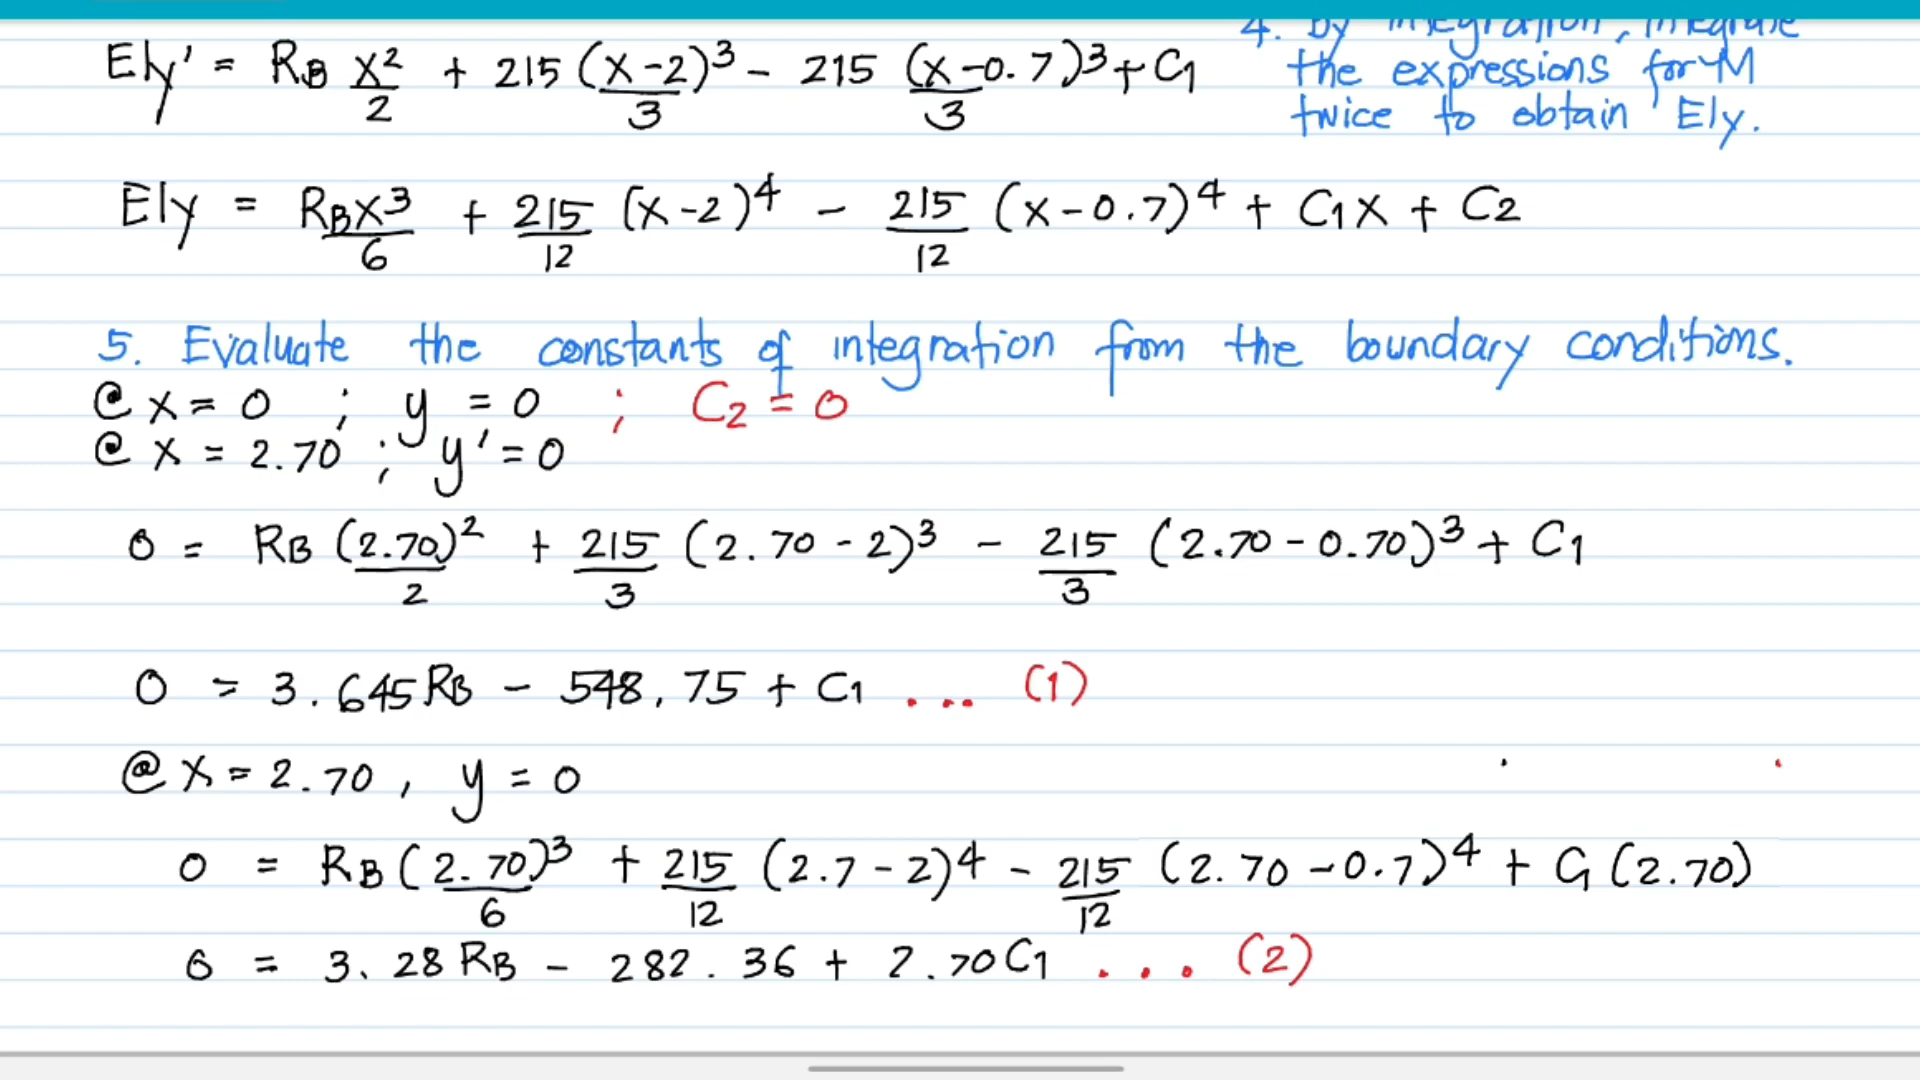 4. By integration, integrate
the expressions for M
twice to obtain EIy.
EIy' = RB x²/2 + 215 (x-2)³/3 - 215 (x-0.7)³/3 + C1
EIy = RBx³/6 + 215/12 (x-2)⁴ - 215/12 (x-0.7)⁴ + C1x + C2
5. Evaluate the constants of integration from the boundary conditions.
@ x = 0 ; y = 0 ; C2 = 0
@ x = 2.70 ; y' = 0
0 = RB (2.70)²/2 + 215/3 (2.70-2)³ - 215/3 (2.70-0.70)³ + C1
0 = 3.645RB - 548.75 + C1 ... (1)
@ x = 2.70, y = 0
0 = RB (2.70)³/6 + 215/12 (2.7-2)⁴ - 215/12 (2.70-0.7)⁴ + C1 (2.70)
0 = 3.28 RB - 282.36 + 2.70C1 ... (2)